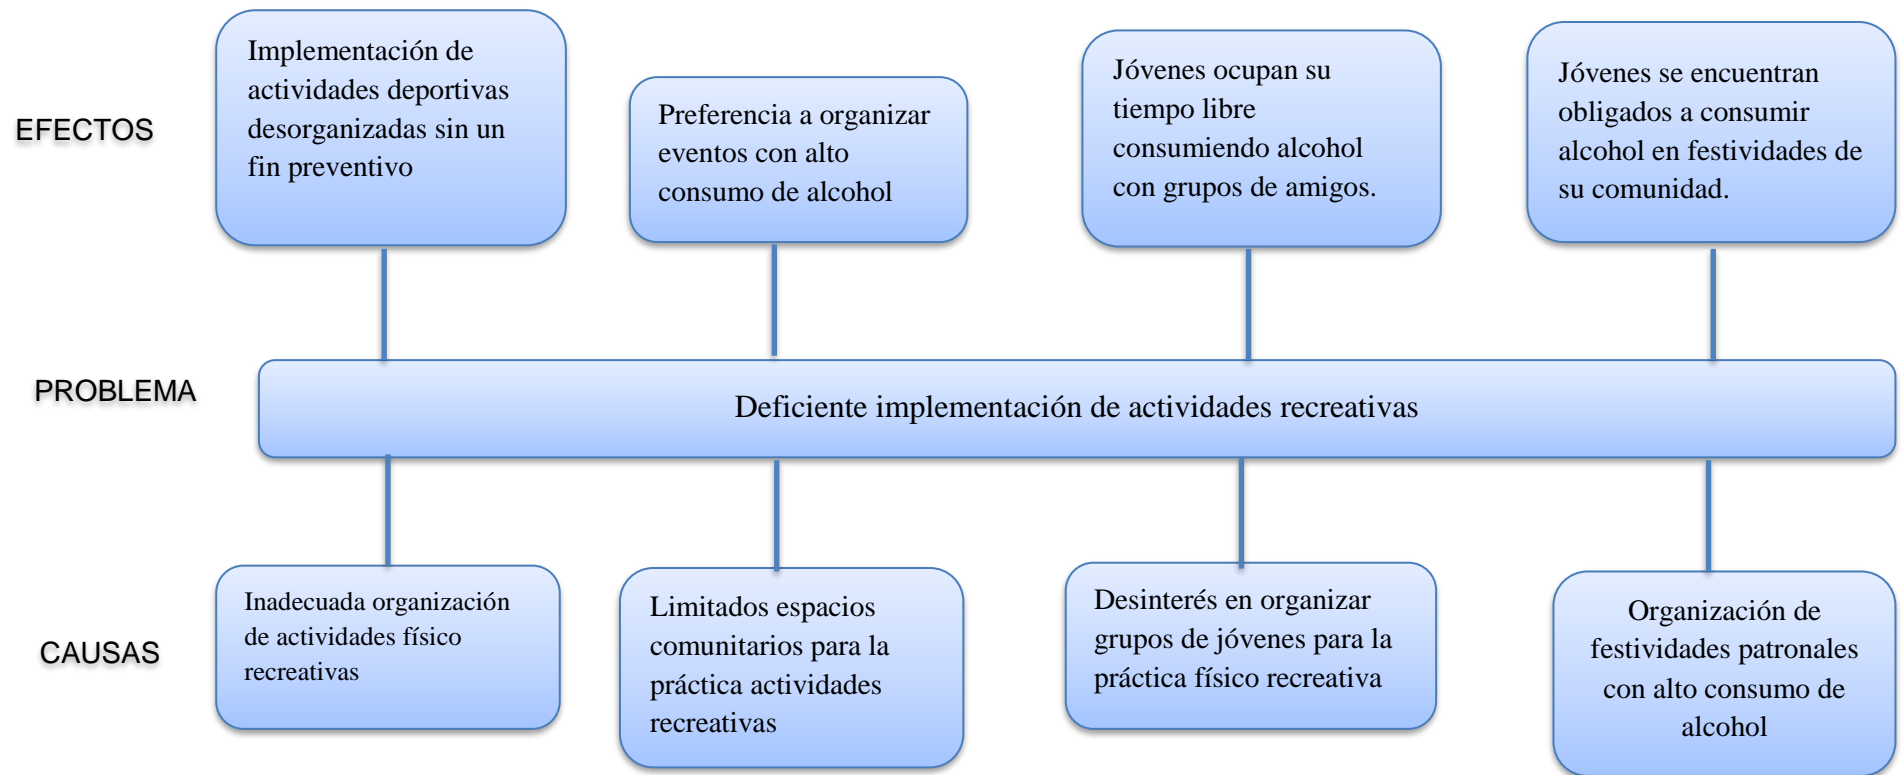 EFECTOS
Implementación de
actividades deportivas
desorganizadas sin un
fin preventivo
Preferencia a organizar
eventos con alto
consumo de alcohol
Jóvenes ocupan su
tiempo libre
consumiendo alcohol
con grupos de amigos.
Jóvenes se encuentran
obligados a consumir
alcohol en festividades de
su comunidad.
PROBLEMA
Deficiente implementación de actividades recreativas
CAUSAS
Inadecuada organización
de actividades físico
recreativas
Limitados espacios
comunitarios para la
práctica actividades
recreativas
Desinterés en organizar
grupos de jóvenes para la
práctica físico recreativa
Organización de
festividades patronales
con alto consumo de
alcohol